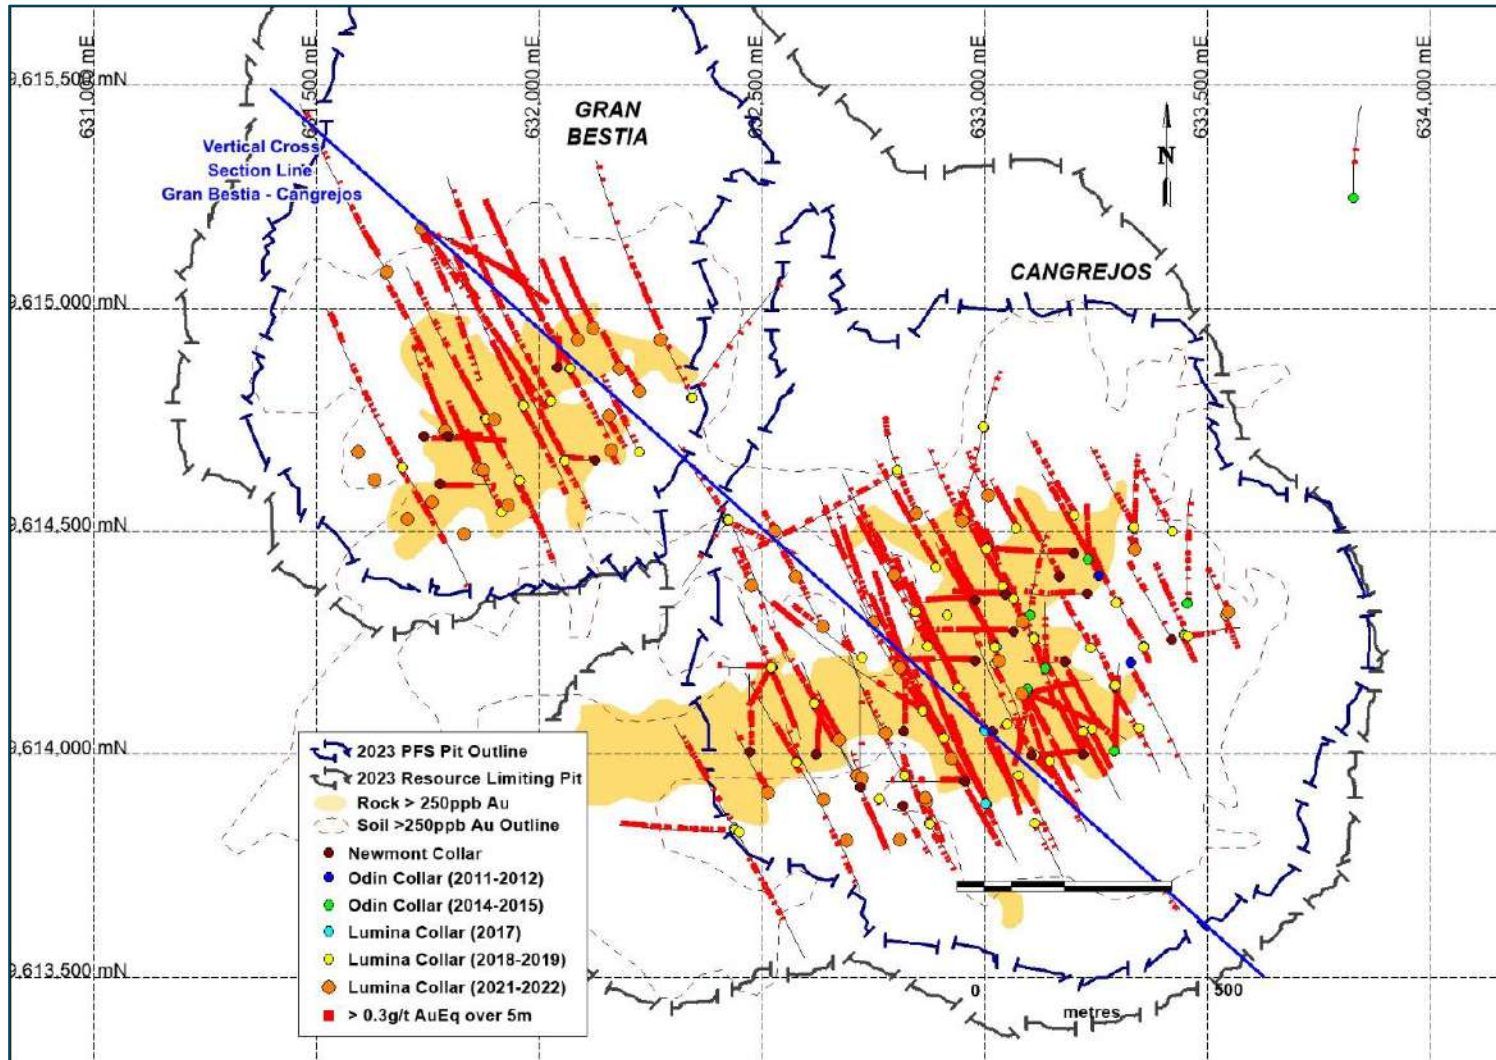 631,000 mE
631,500 mE
632,000 mE
632,500 mE
633,000 mE
633,500 mE
634,000 mE
9,615,500 mN
GRAN
BESTIA
Vertical Cross
Section Line
Gran Bestia - Cangrejos
N
CANGREJOS
9,615,000 mN
9,614,500 mN
9,614,000 mN
2023 PFS Pit Outline
2023 Resource Limiting Pit
Rock > 250ppb Au
Soil >250ppb Au Outline
Newmont Collar
Odin Collar (2011-2012)
Odin Collar (2014-2015)
Lumina Collar (2017)
Lumina Collar (2018-2019)
Lumina Collar (2021-2022)
> 0.3g/t AuEq over 5m
9,613,500 mN
0 500
metres